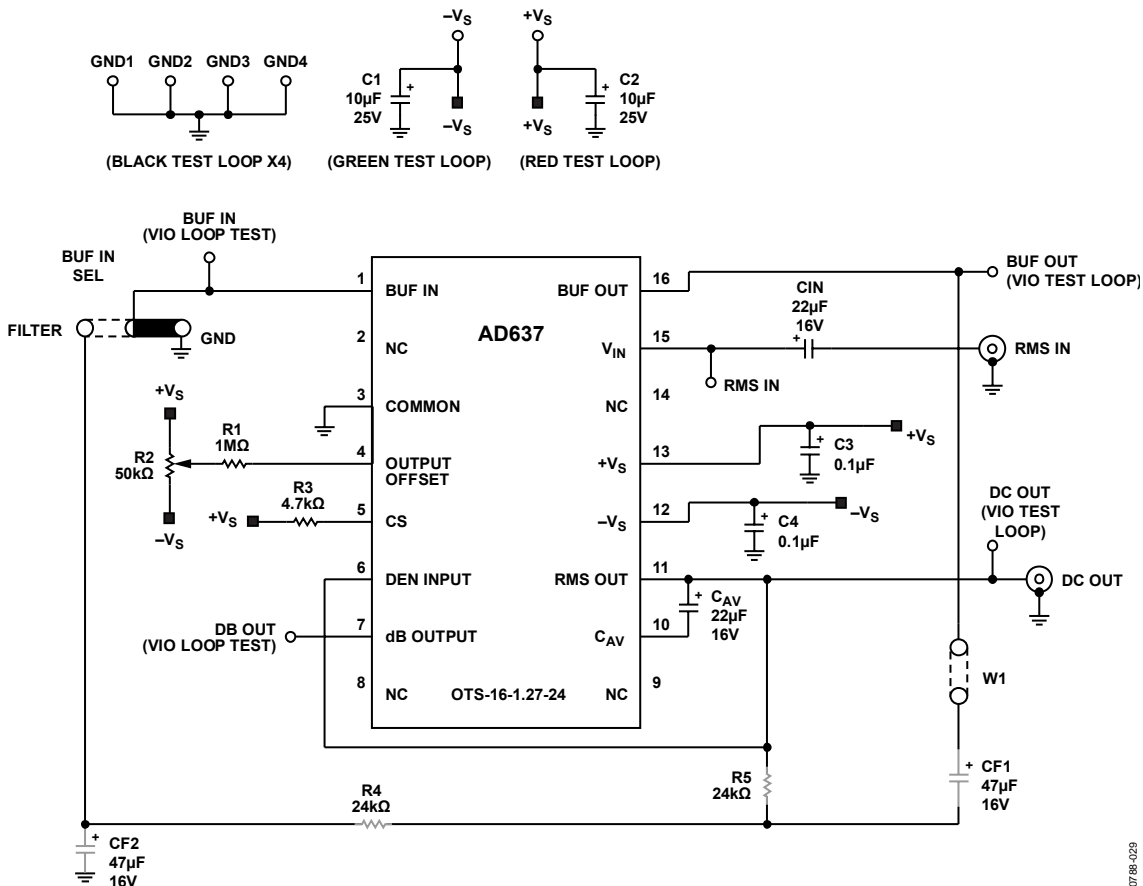 –VS
+VS
GND1 GND2 GND3 GND4
C1
10µF
25V
C2
10µF
25V
–VS
+VS
(BLACK TEST LOOP X4)
(GREEN TEST LOOP)
(RED TEST LOOP)
BUF IN
(VIO LOOP TEST)
BUF IN
SEL
FILTER
GND
1
BUF IN
2
NC
3
COMMON
4
OUTPUT
OFFSET
5
CS
6
DEN INPUT
7
dB OUTPUT
8
NC
AD637
OTS-16-1.27-24
BUF OUT
16
VIN
15
NC
14
+VS
13
–VS
12
RMS OUT
11
CAV
10
NC
9
+VS
R2
50kΩ
–VS
R1
1MΩ
R3
4.7kΩ
+VS
DB OUT
(VIO LOOP TEST)
BUF OUT
(VIO TEST LOOP)
CIN
22µF
16V
+
RMS IN
RMS IN
+VS
C3
0.1µF
–VS
C4
0.1µF
DC OUT
(VIO TEST
LOOP)
DC OUT
CAV
22µF
16V
W1
CF1
47µF
16V
R5
24kΩ
R4
24kΩ
CF2
47µF
16V